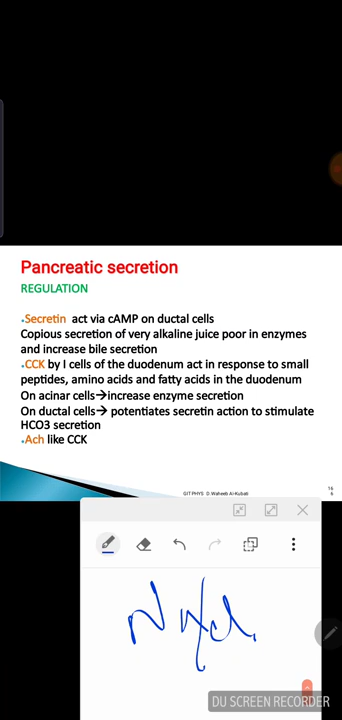 Pancreatic secretion
REGULATION
•Secretin act via cAMP on ductal cells
Copious secretion of very alkaline juice poor in enzymes
and increase bile secretion
•CCK by I cells of the duodenum act in response to small
peptides, amino acids and fatty acids in the duodenum
On acinar cells→increase enzyme secretion
On ductal cells→ potentiates secretin action to stimulate
HCO3 secretion
•Ach like CCK
GIT PHYS D.Waheeb Al-Kubati
16
6
DU SCREEN RECORDER